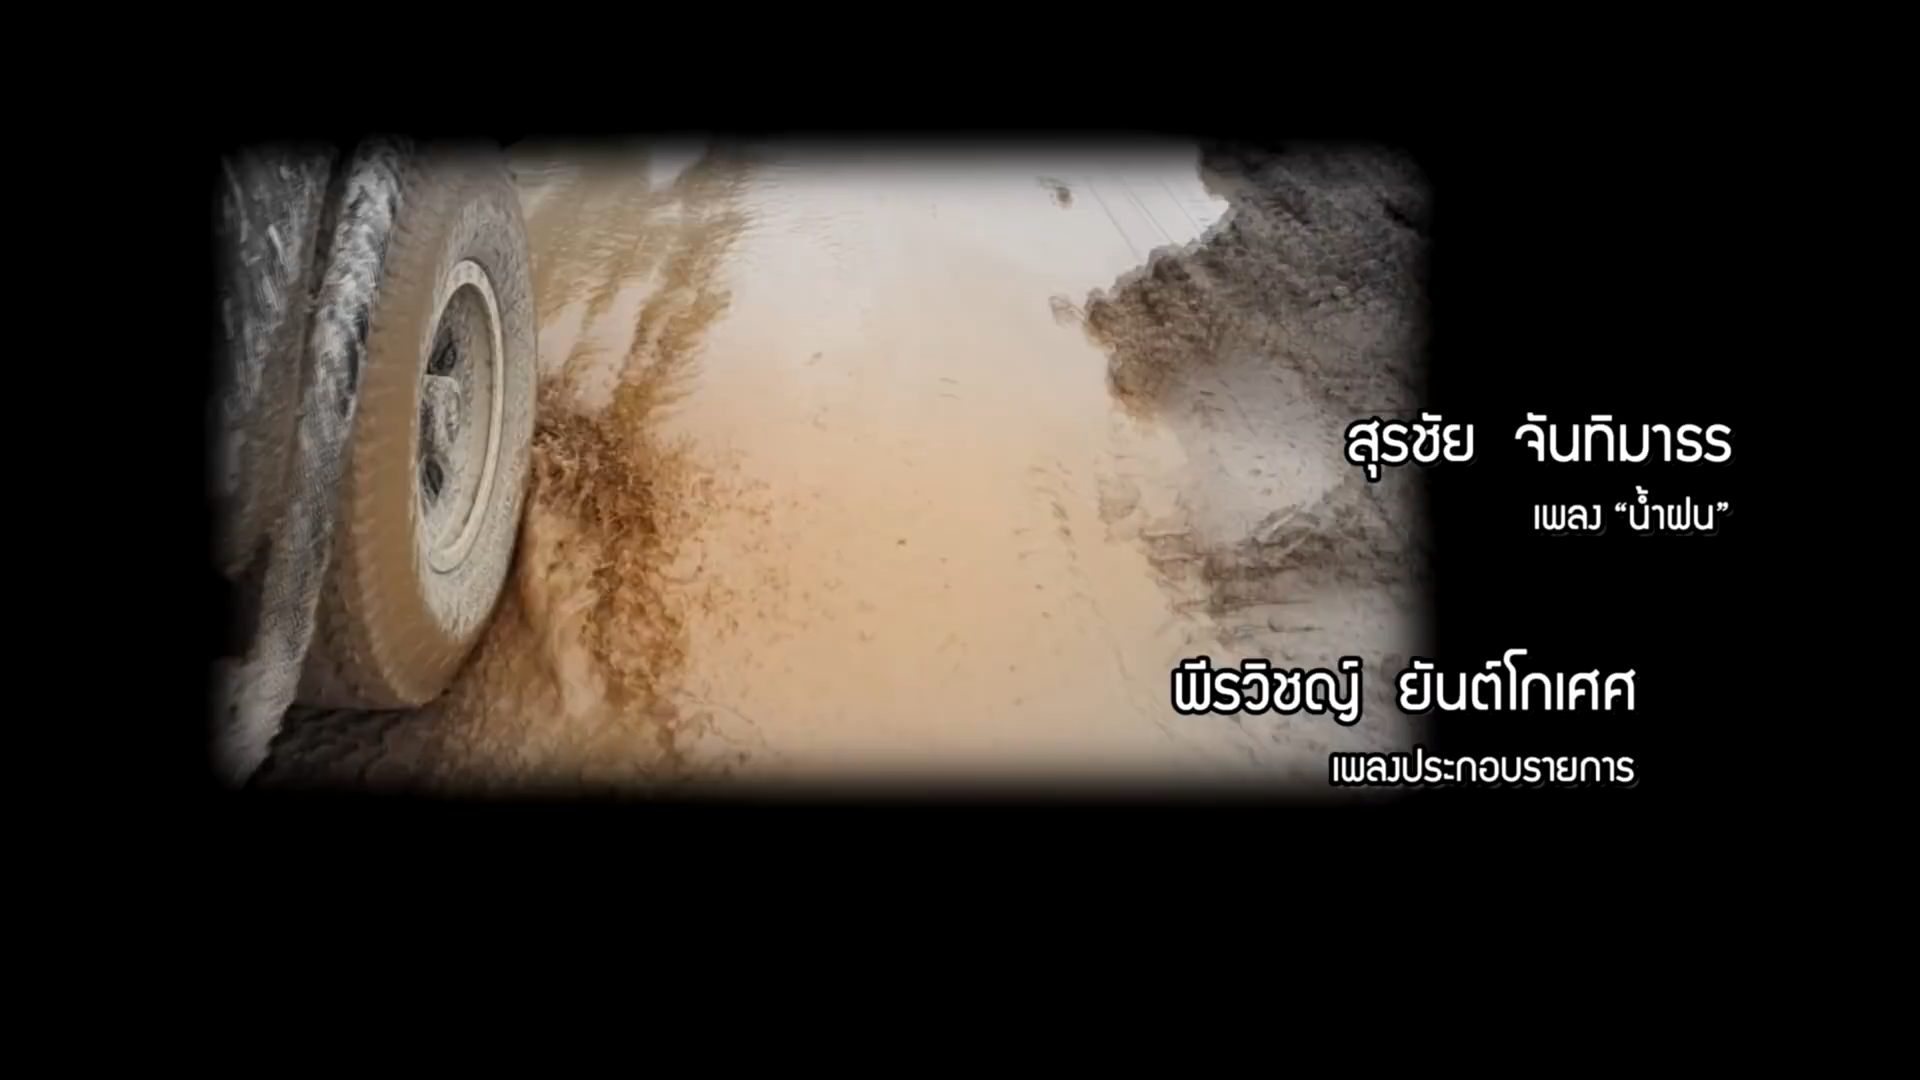 สุรชัย จันทิมาธร
เพลง “น้ำฝน”
พีรวิชญ์ ยันต์โกเศศ
เพลงประกอบรายการ